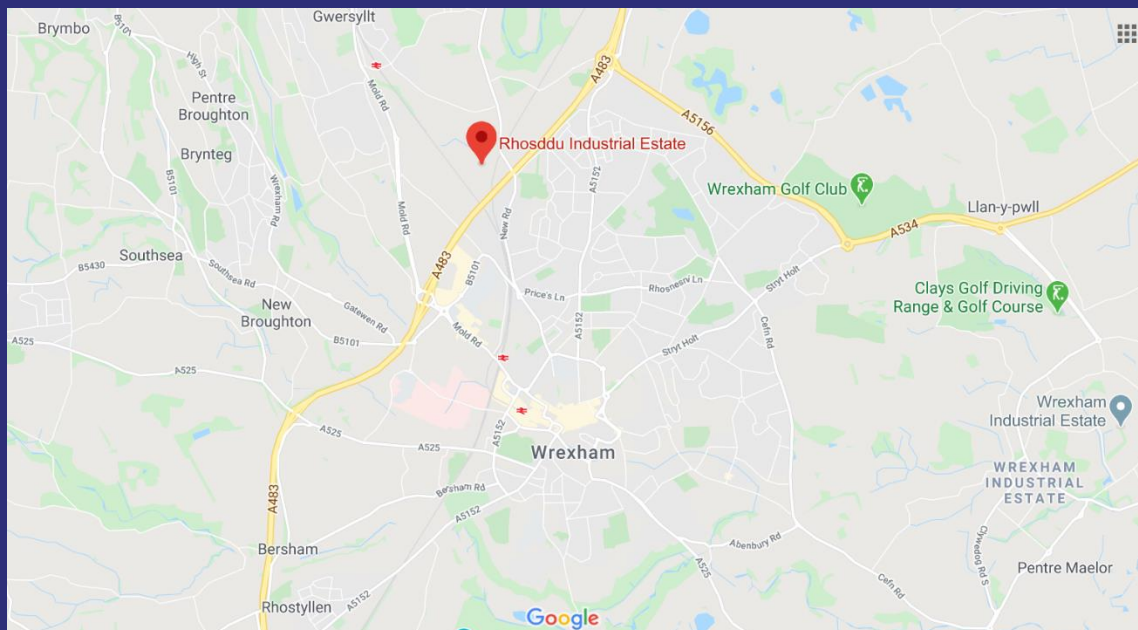 Gwersyllt
Brymbo
B5101
High St
A483
Mold Rd
Pentre
Broughton
A5156
Rhosddu Industrial Estate
Brynteg
A5152
B5101
Wrexham Rd
Wrexham Golf Club
Mold Rd
New Rd
Llan-y-pwll
A534
Southsea
B5430
Southsea Rd
A483
B5101
Rhosnesni Ln
Stryt Holt
Price's Ln
Clays Golf Driving
Range & Golf Course
New
Broughton
Gatewen Rd
Mold Rd
A5152
Cefn Rd
B5101
Stryt Holt
A525
A525
Wrexham
Industrial Estate
A525
A5152
A525
Wrexham
WREXHAM
INDUSTRIAL
ESTATE
A483
Bersham Rd
A5152
Bersham
Abenbury Rd
A525
Clywedog Rd S
Pentre Maelor
Cefn Rd
Rhostyllen
A5152
Google